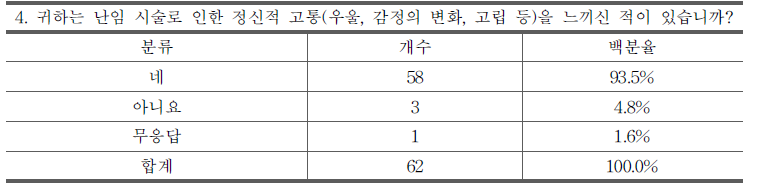 4. 귀하는 난임 시술로 인한 정신적 고통(우울, 감정의 변화, 고립 등)을 느끼신 적이 있습니까?
분류 개수 백분율
네 58 93.5%
아니요 3 4.8%
무응답 1 1.6%
합계 62 100.0%